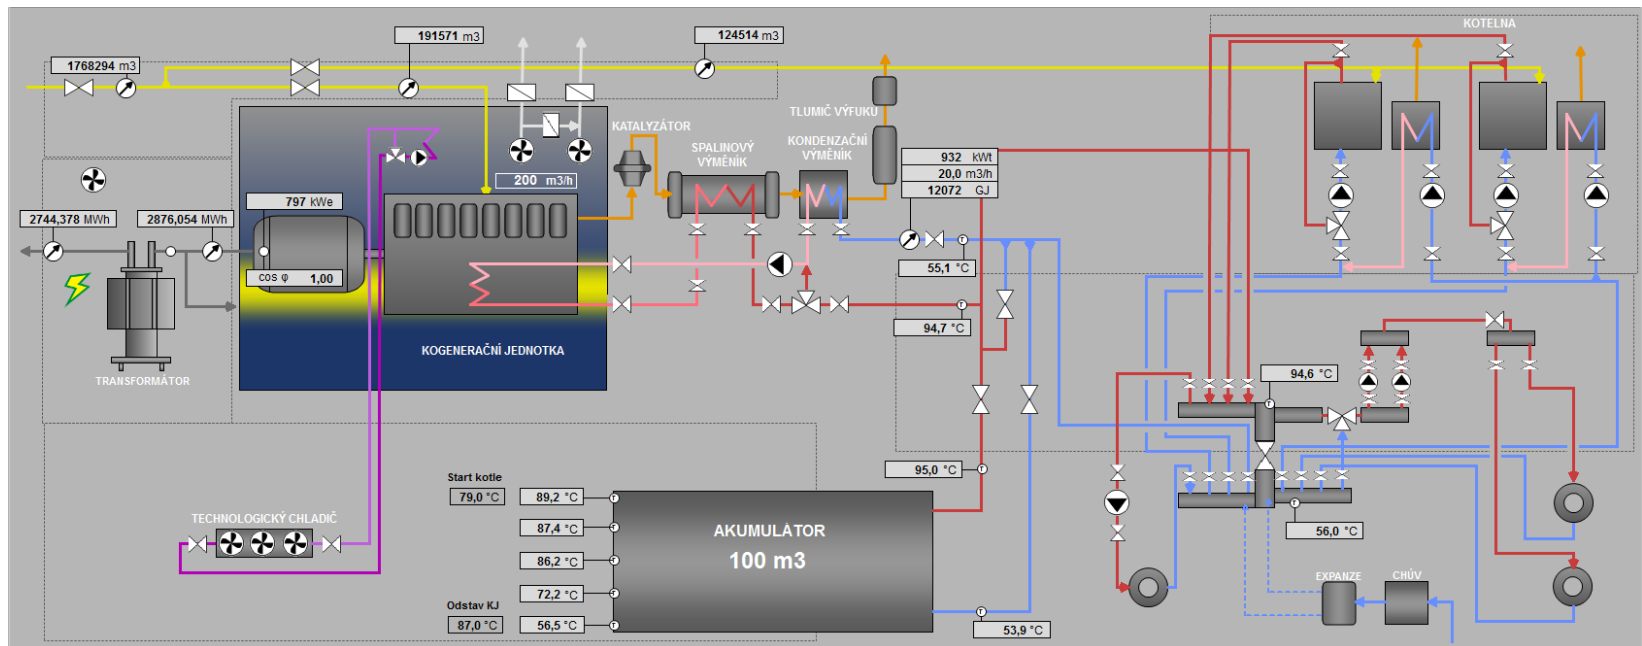 KOTELNA
191571 m3
124514 m3
1768294 m3
TLUMIČ VÝFUKU
KATALYZÁTOR
KONDENZAČNÍ
VÝMĚNÍK
SPALINOVÝ
VÝMĚNÍK
932 kWt
20,0 m3/h
12072 GJ
200 m3/h
797 kWe
2744,378 MWh
2876,054 MWh
cos φ 1,00
55,1 °C
94,7 °C
KOGENERAČNÍ JEDNOTKA
TRANSFORMÁTOR
94,6 °C
95,0 °C
Start kotle
79,0 °C
89,2 °C
87,4 °C
86,2 °C
72,2 °C
56,5 °C
Odstav KJ
87,0 °C
TECHNOLOGICKÝ CHLADIČ
AKUMULÁTOR
100 m3
56,0 °C
53,9 °C
EXPANZE
CHÚV